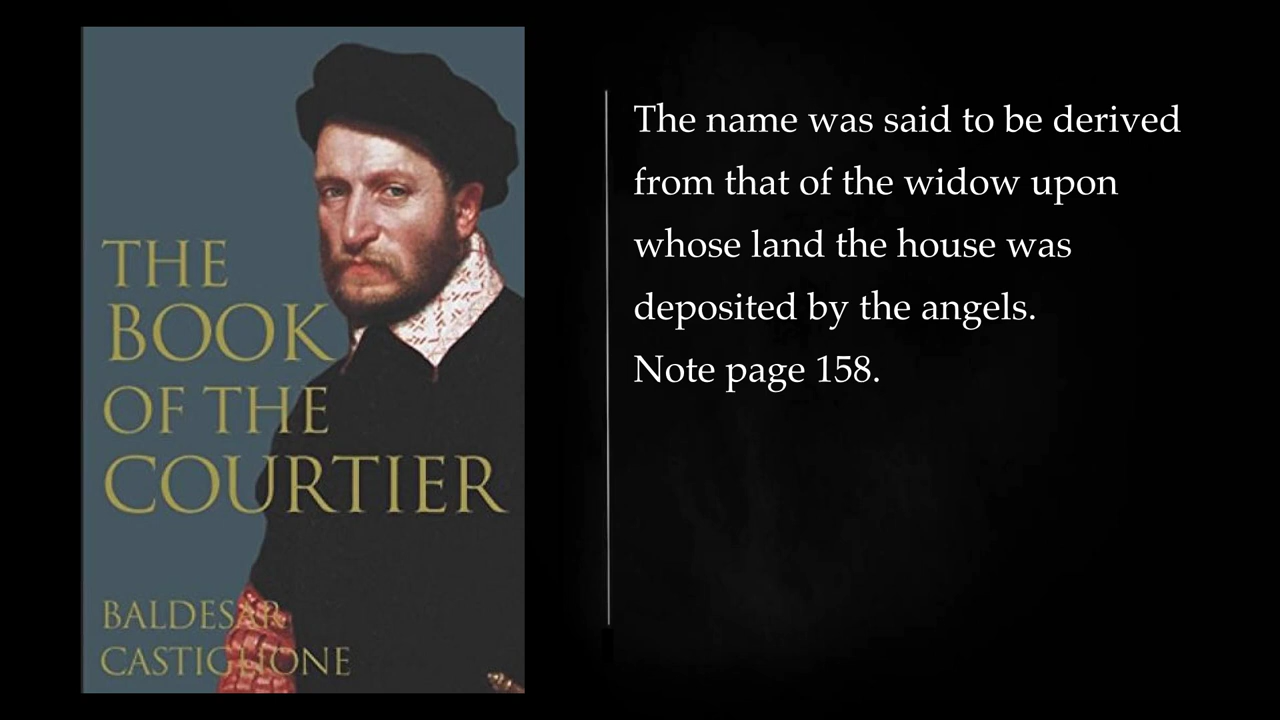 THE
BOOK
OF THE
COURTIER
BALDESAR
CASTIGLIONE
The name was said to be derived
from that of the widow upon
whose land the house was
deposited by the angels.
Note page 158.